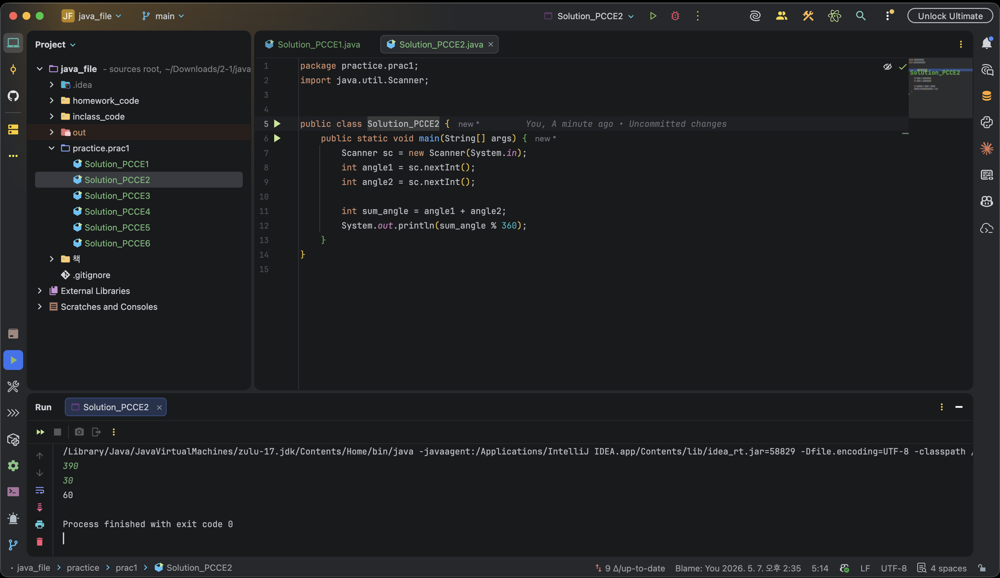 JF java_file main Solution_PCCE2 Unlock Ultimate
Project
java_file - sources root, ~/Downloads/2-1/java
.idea
homework_code
inclass_code
out
practice.prac1
Solution_PCCE1
Solution_PCCE2
Solution_PCCE3
Solution_PCCE4
Solution_PCCE5
Solution_PCCE6
책
.gitignore
External Libraries
Scratches and Consoles
Solution_PCCE1.java Solution_PCCE2.java
1 package practice.prac1;
2 import java.util.Scanner;
3
4
5 public class Solution_PCCE2 { new * You, A minute ago • Uncommitted changes
6 public static void main(String[] args) { new *
7 Scanner sc = new Scanner(System.in);
8 int angle1 = sc.nextInt();
9 int angle2 = sc.nextInt();
10
11 int sum_angle = angle1 + angle2;
12 System.out.println(sum_angle % 360);
13 }
14 }
15
Solution_PCCE2
Run Solution_PCCE2
/Library/Java/JavaVirtualMachines/zulu-17.jdk/Contents/Home/bin/java -javaagent:/Applications/IntelliJ IDEA.app/Contents/lib/idea_rt.jar=58829 -Dfile.encoding=UTF-8 -classpath /
390
30
60
Process finished with exit code 0
java_file > practice > prac1 > Solution_PCCE2 9 Δ/up-to-date Blame: You 2026. 5. 7. 오후 2:35 5:14 LF UTF-8 4 spaces